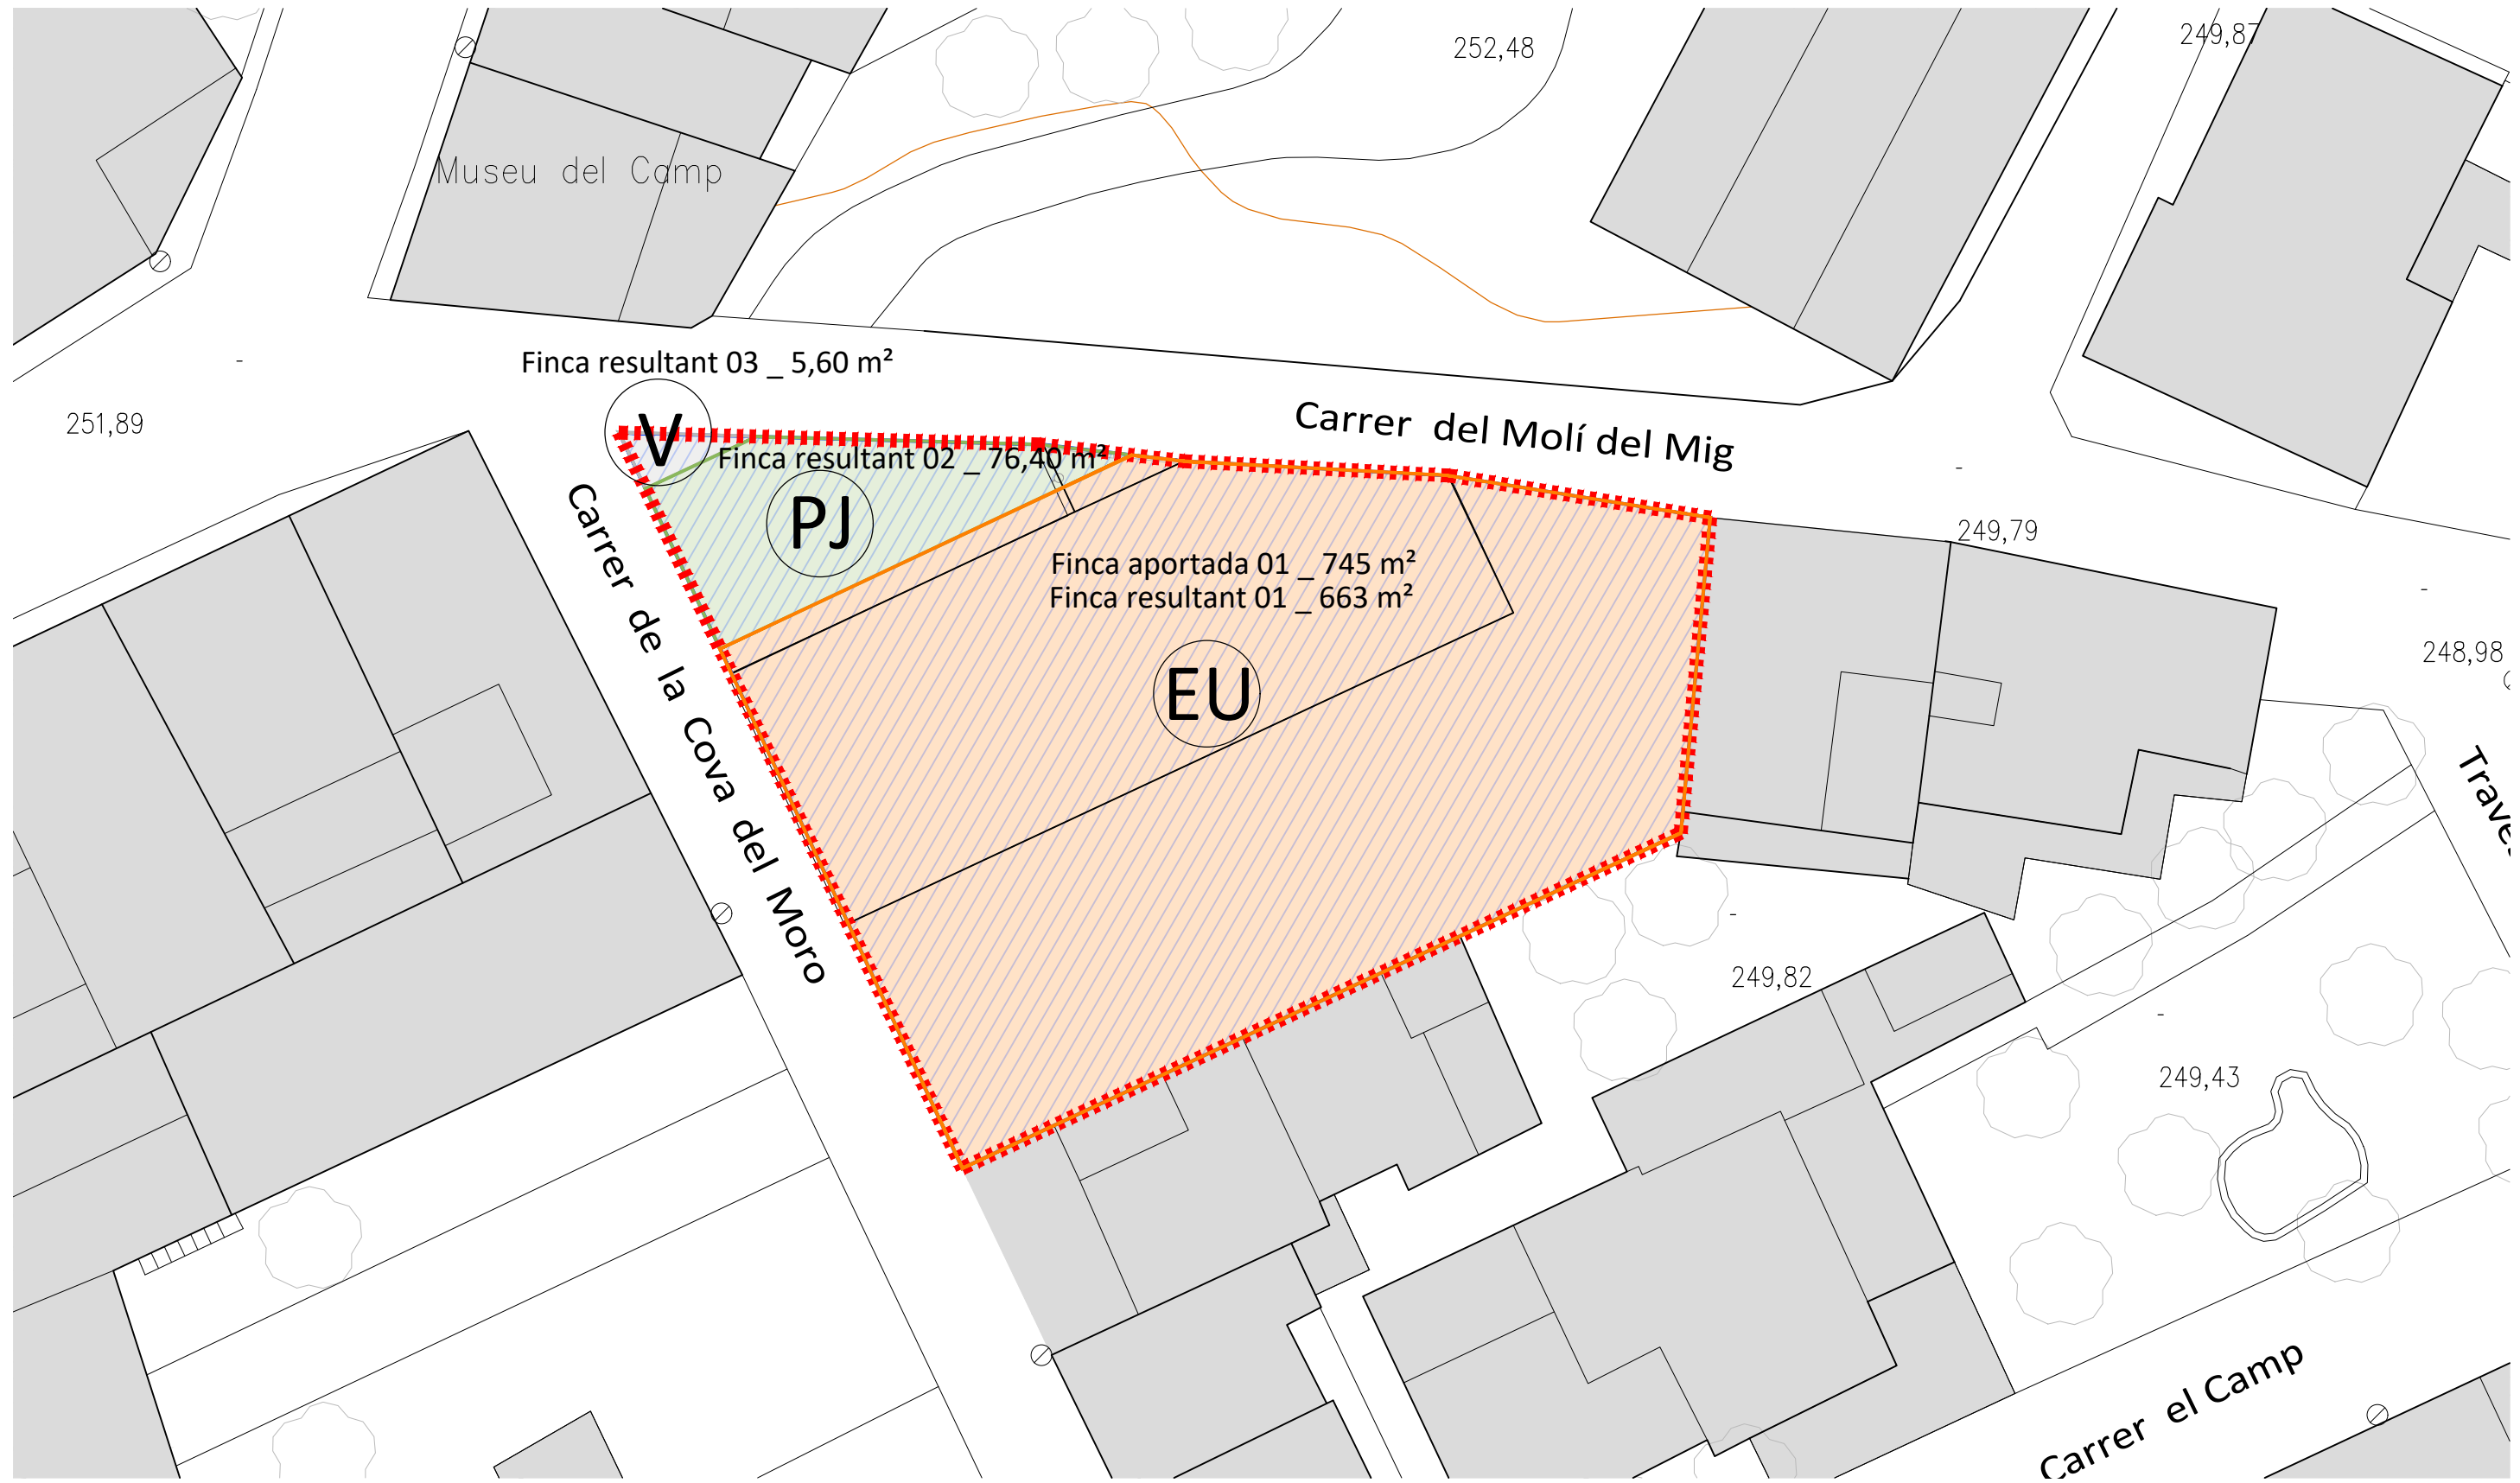 252,48
249,87
Museu del Camp
Finca resultant 03 _ 5,60 m²
251,89
V
Carrer del Molí del Mig
Finca resultant 02 _ 76,40 m²
PJ
249,79
Finca aportada 01 _ 745 m²
Finca resultant 01 _ 663 m²
EU
248,98
Carrer de la Cova del Moro
249,82
249,43
Carrer el Camp